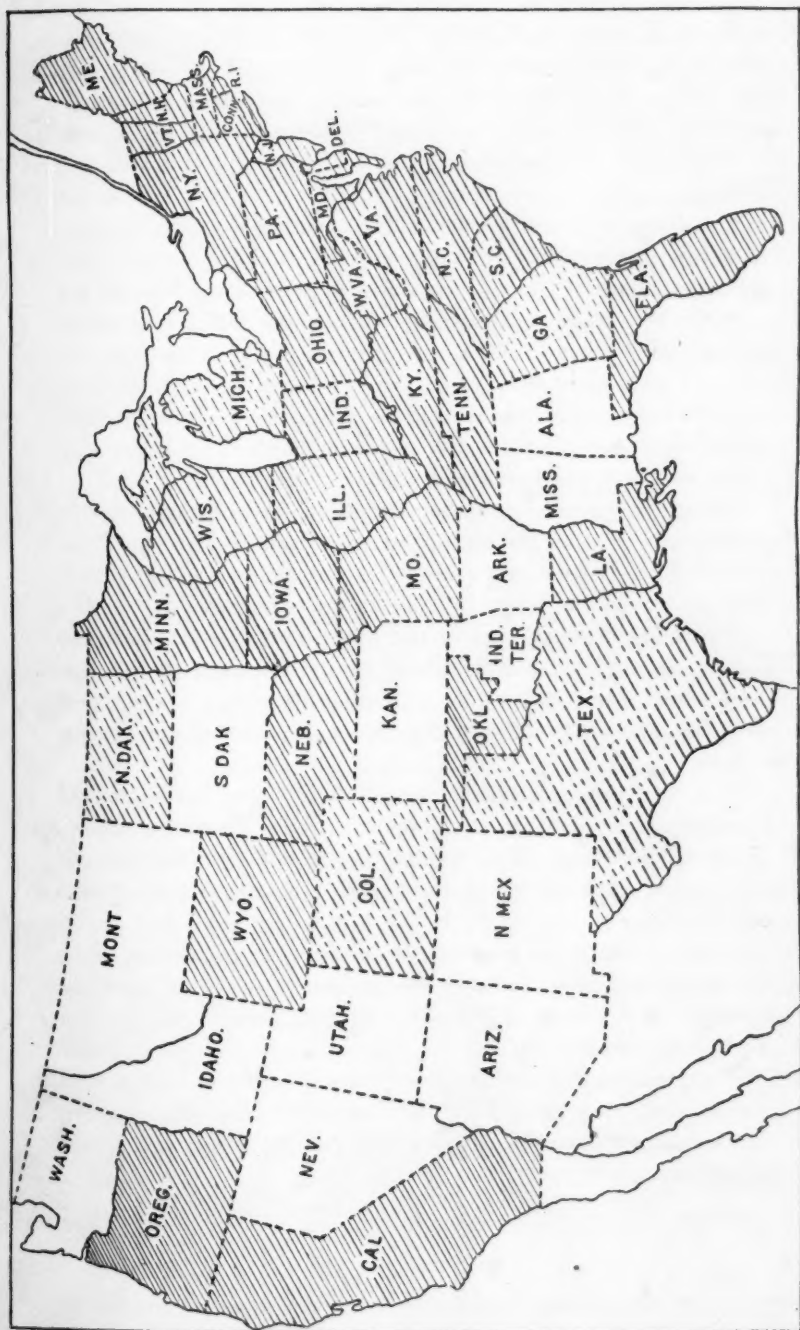 WASH.
OREG.
CAL
NEV.
IDAHO.
MONT
WYO.
UTAH.
ARIZ.
COL.
N MEX
N.DAK.
S DAK
NEB.
KAN.
OKL
IND.
TER.
TEX
MINN.
IOWA.
MO.
ARK.
LA.
WIS.
ILL.
MICH.
IND.
OHIO.
KY.
TENN.
MISS.
ALA.
GA
FLA.
S.C.
N.C.
VA.
W.VA.
MD.
DEL.
PA.
N.J.
N.Y.
CONN.
R.I
MASS.
VT.
N.H.
ME.